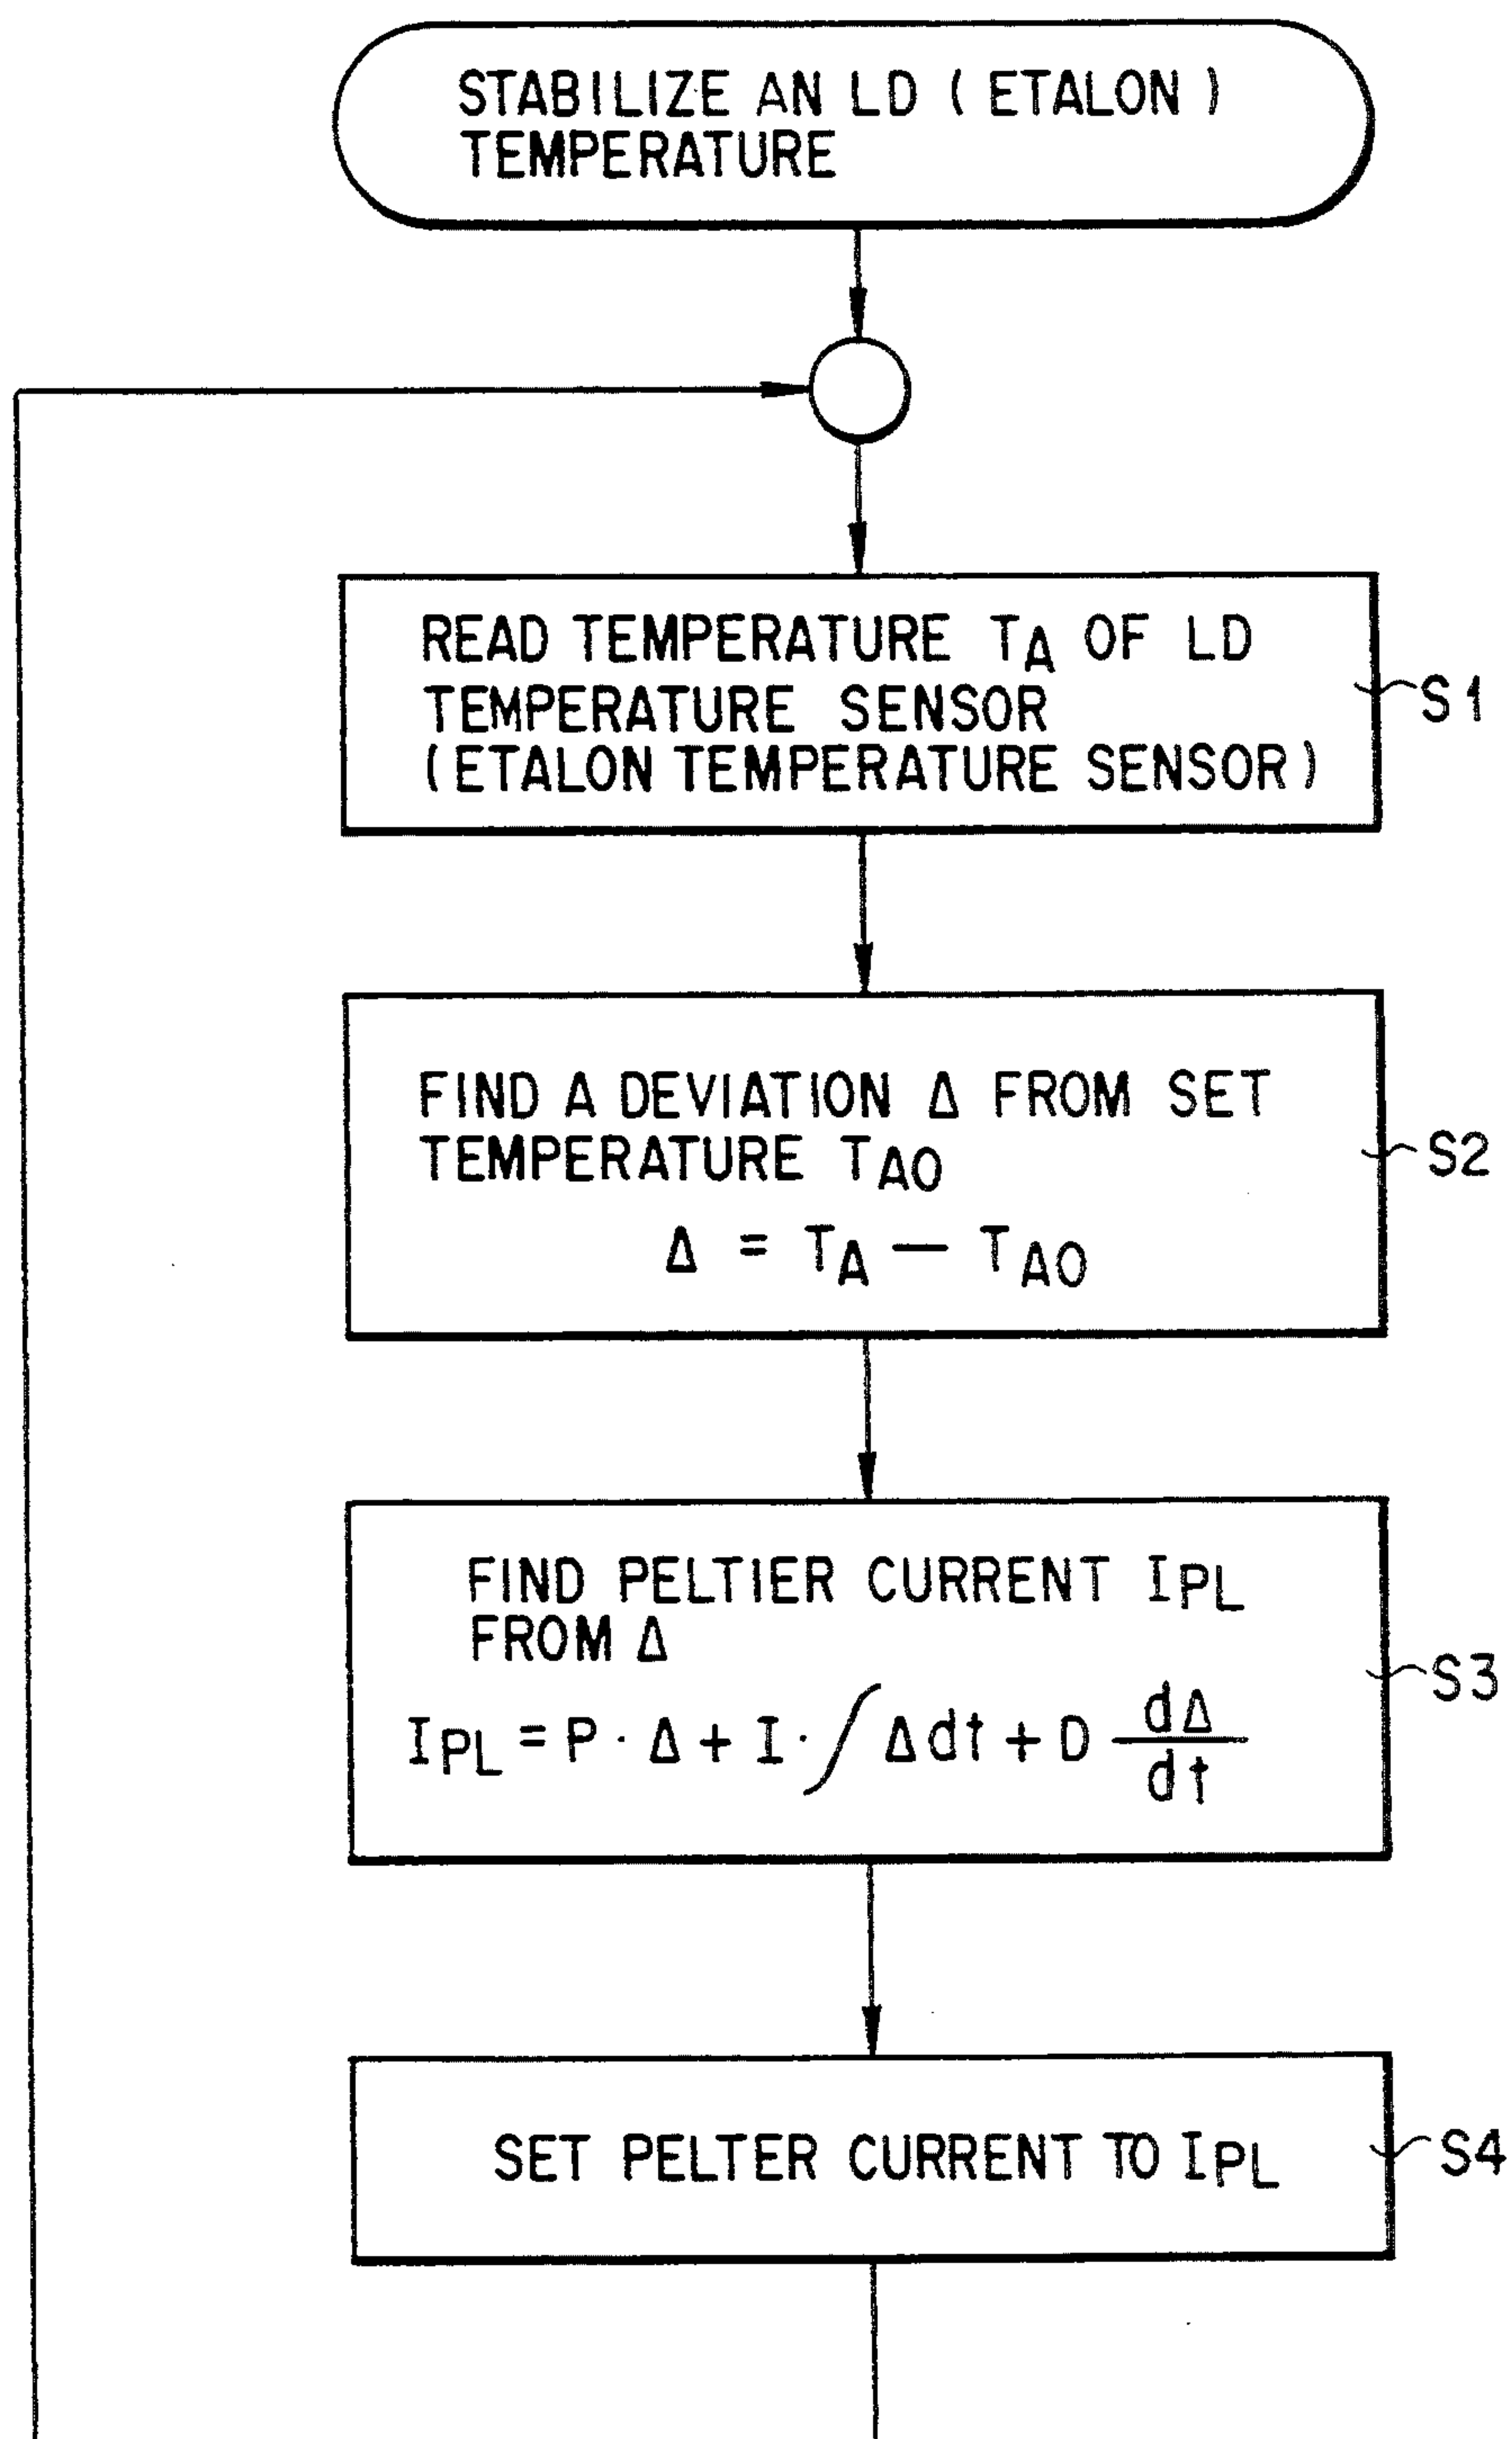 STABILIZE AN LD ( ETALON )
TEMPERATURE
READ TEMPERATURE TA OF LD
TEMPERATURE SENSOR
(ETALON TEMPERATURE SENSOR)
S1
FIND A DEVIATION Δ FROM SET
TEMPERATURE TAO
Δ = TA — TAO
S2
FIND PELTIER CURRENT IPL
FROM Δ
IPL = P · Δ + I · ∫ Δdt + D dΔ/dt
S3
SET PELTER CURRENT TO IPL
S4